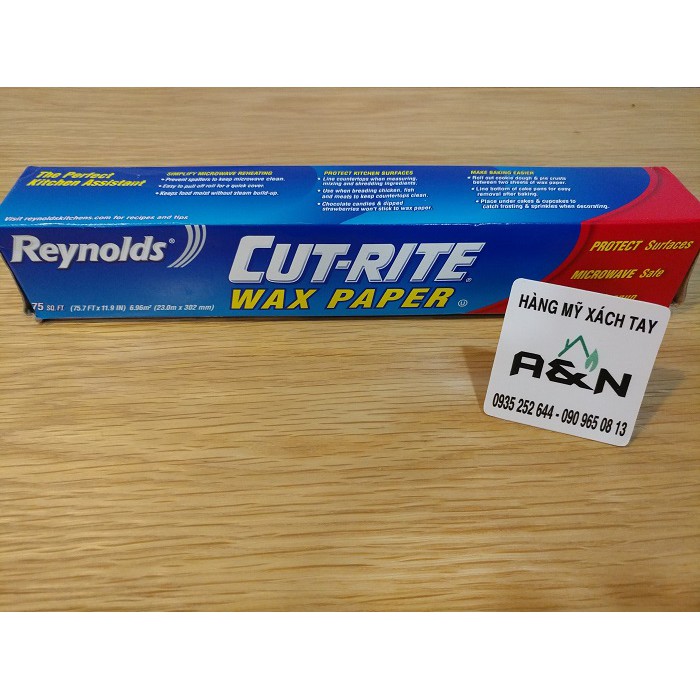 The Perfect
Kitchen Assistant
SIMPLIFY MICROWAVE REHEATING
• Prevent spatters to keep microwave clean.
• Easy to pull off roll for a quick cover.
• Keeps food moist without steam build-up.
PROTECT KITCHEN SURFACES
• Line countertops when measuring,
mixing and shredding ingredients.
• Use when breading chicken, fish
and meats to keep countertops clean.
• Chocolate candies & dipped
strawberries won't stick to wax paper.
MAKE BAKING EASIER
• Roll out cookie dough & pie crusts
between two sheets of wax paper.
• Line bottom of cake pans for easy
removal after baking.
• Place under cakes & cupcakes to
catch frosting & sprinkles when decorating.
Visit reynoldskitchens.com for recipes and tips
Reynolds®
CUT-RITE®
WAX PAPER
75 SQ. FT (75.7 FT x 11.9 IN) 6.96m² (23.0m x 302 mm)
PROTECT Surfaces
MICROWAVE Safe
HÀNG MỸ XÁCH TAY
A&N
0935 252 644 - 090 965 08 13